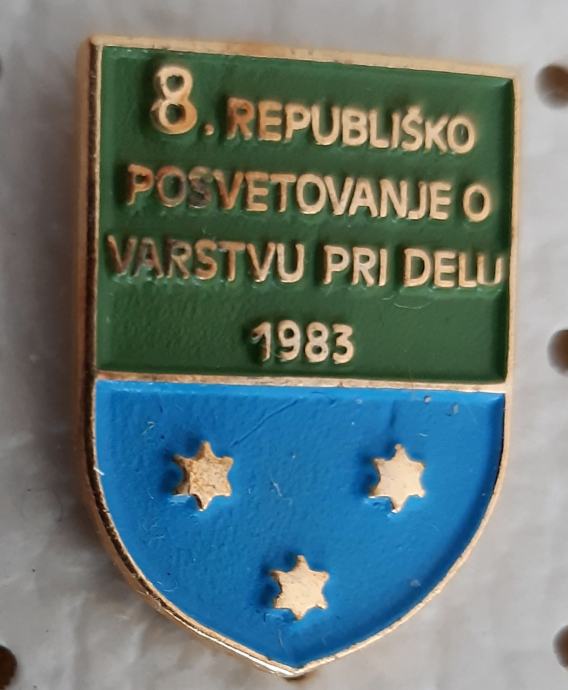 8. REPUBLIŠKO
POSVETOVANJE O
VARSTVU PRI DELU
1983